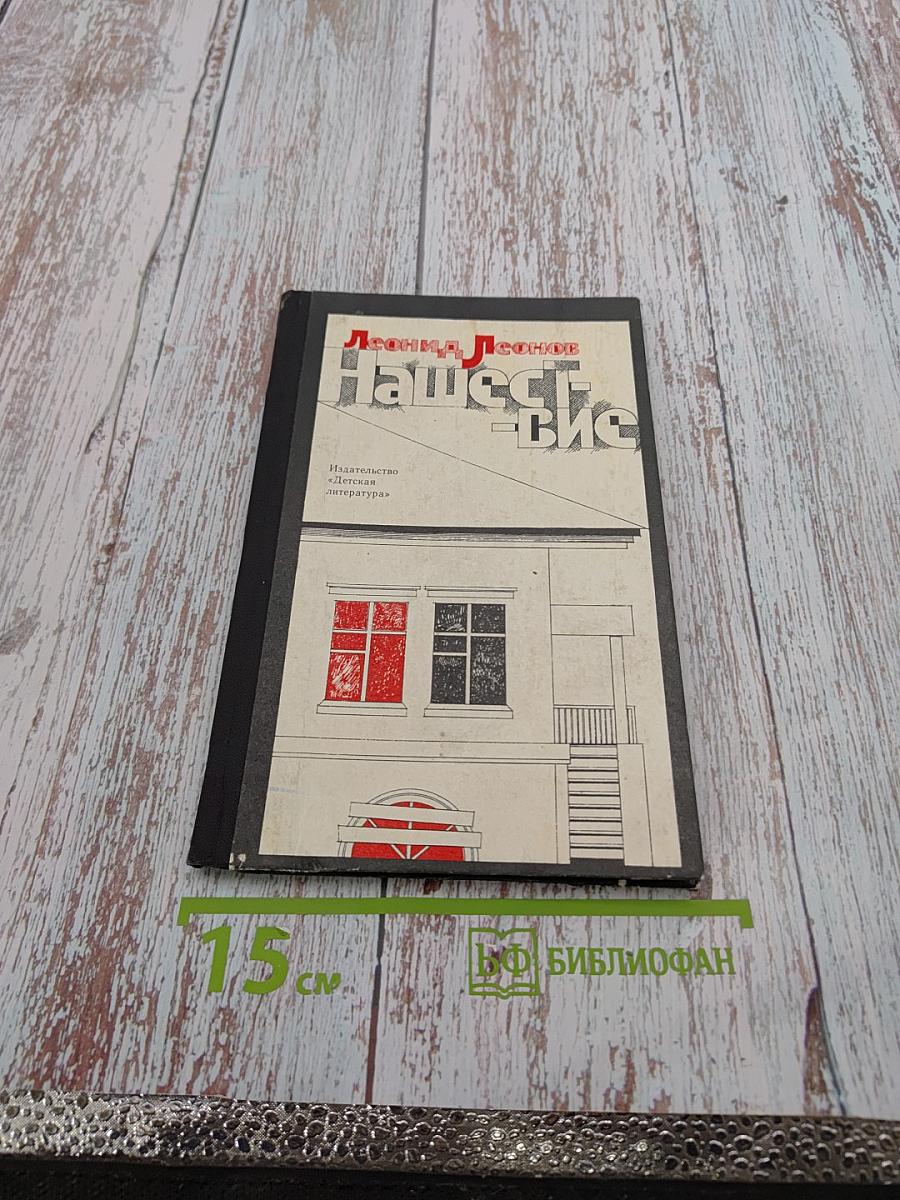 Леонид Леонов
Нашест-
-вие
Издательство
«Детская
литература»
15 см
БФ БИБЛИОФАН